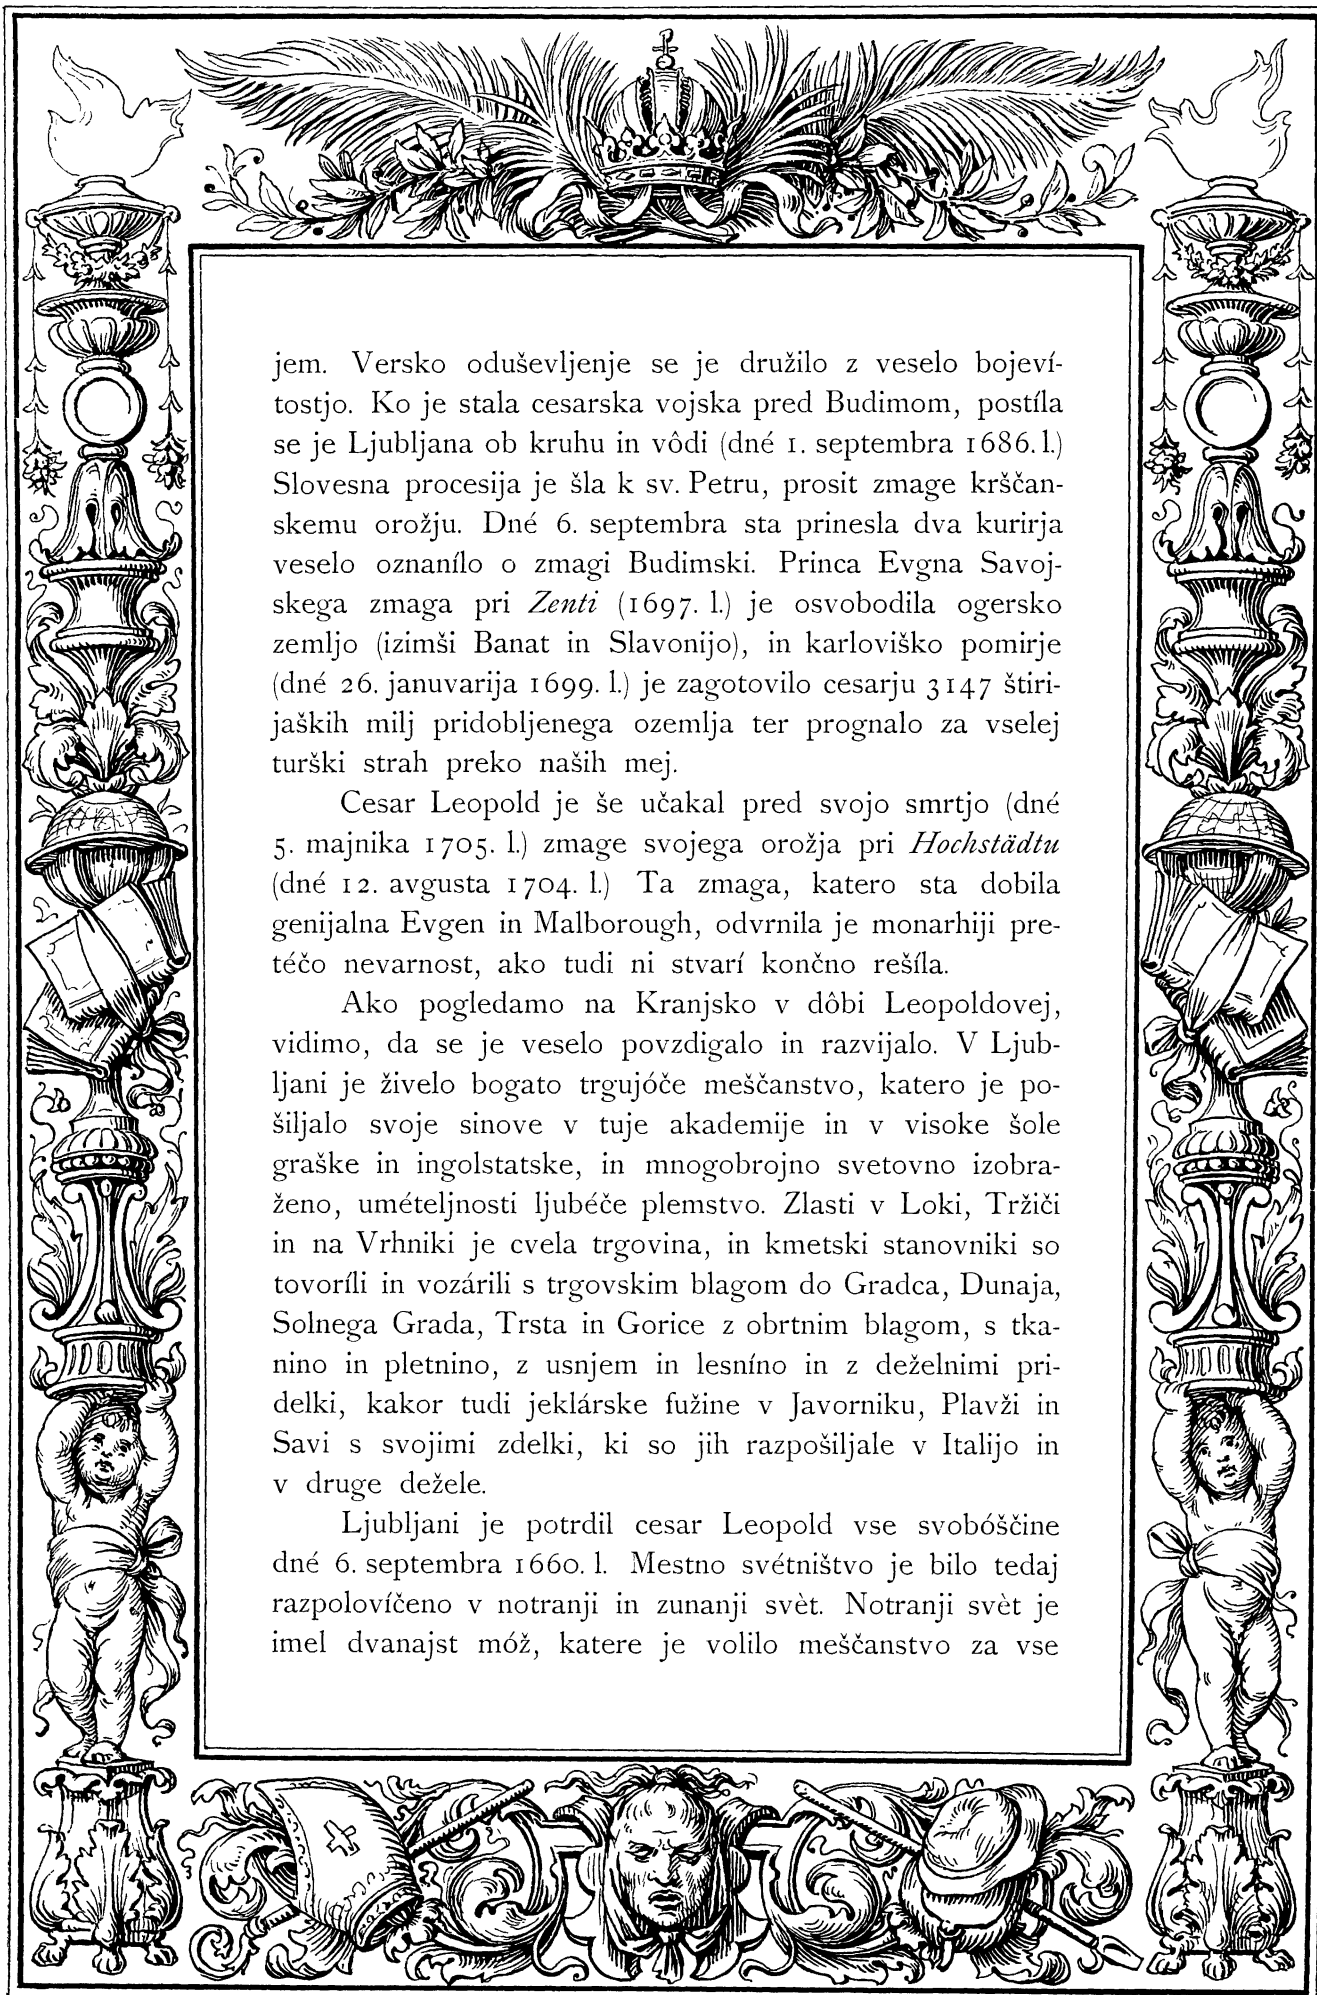 jem. Versko oduševljenje se je družilo z veselo bojeví-
tostjo. Ko je stala cesarska vojska pred Budimom, postíla
se je Ljubljana ob kruhu in vôdi (dné 1. septembra 1686. l.)
Slovesna procesija je šla k sv. Petru, prosit zmage krščan-
skemu orožju. Dné 6. septembra sta prinesla dva kurirja
veselo oznanílo o zmagi Budimski. Princa Evgna Savoj-
skega zmaga pri Zenti (1697. l.) je osvobodila ogersko
zemljo (izimši Banat in Slavonijo), in karloviško pomirje
(dné 26. januvarija 1699. l.) je zagotovilo cesarju 3147 štiri-
jaških milj pridobljenega ozemlja ter prognalo za vselej
turški strah preko naših mej.
Cesar Leopold je še učakal pred svojo smrtjo (dné
5. majnika 1705. l.) zmage svojega orožja pri Hochstädtu
(dné 12. avgusta 1704. l.) Ta zmaga, katero sta dobila
genijalna Evgen in Malborough, odvrnila je monarhiji pre-
téčo nevarnost, ako tudi ni stvarí končno rešíla.
Ako pogledamo na Kranjsko v dôbi Leopoldovej,
vidimo, da se je veselo povzdigalo in razvijalo. V Ljub-
ljani je živelo bogato trgujóče meščanstvo, katero je po-
šiljalo svoje sinove v tuje akademije in v visoke šole
graške in ingolstatske, in mnogobrojno svetovno izobra-
ženo, umételjnosti ljubéče plemstvo. Zlasti v Loki, Tržiči
in na Vrhniki je cvela trgovina, in kmetski stanovniki so
tovoríli in vozárili s trgovskim blagom do Gradca, Dunaja,
Solnega Grada, Trsta in Gorice z obrtnim blagom, s tka-
nino in pletnino, z usnjem in lesníno in z deželnimi pri-
delki, kakor tudi jeklárske fužine v Javorniku, Plavži in
Savi s svojimi zdelki, ki so jih razpošiljale v Italijo in
v druge dežele.
Ljubljani je potrdil cesar Leopold vse svobóščine
dné 6. septembra 1660. l. Mestno svétništvo je bilo tedaj
razpolovíčeno v notranji in zunanji svèt. Notranji svèt je
imel dvanajst móž, katere je volilo meščanstvo za vse